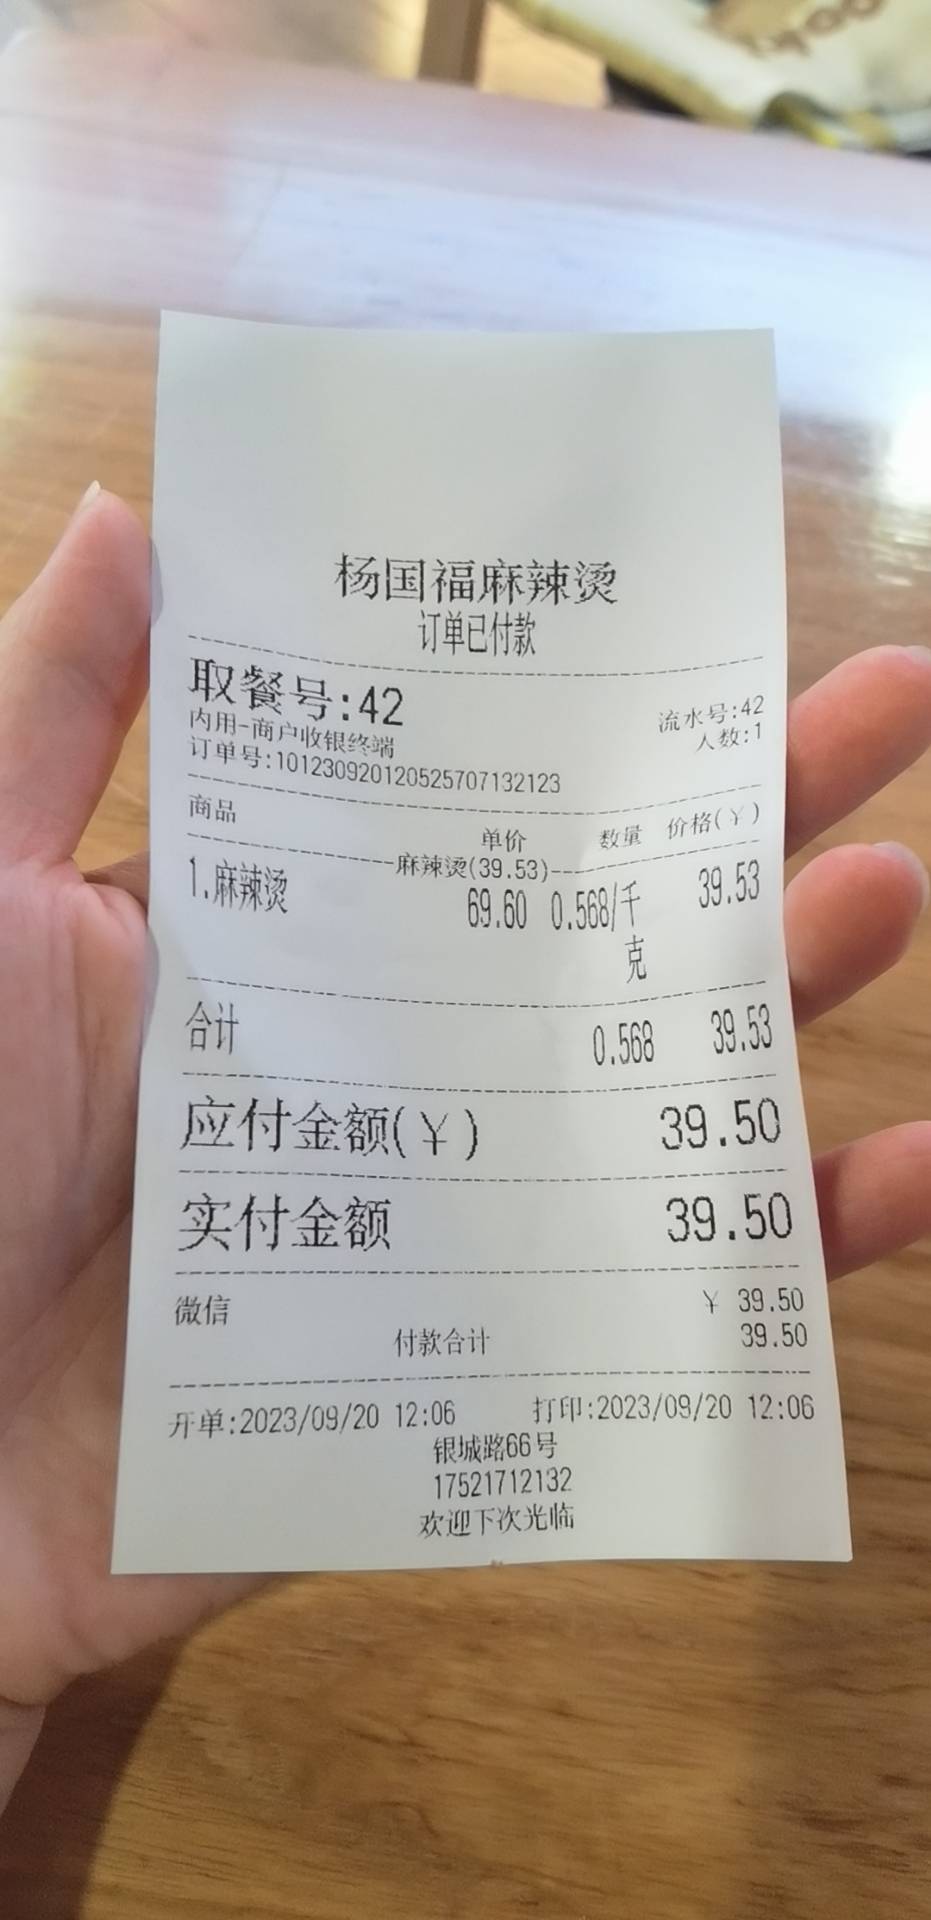 杨国福麻辣烫
订单已付款
取餐号:42
流水号:42
内用-商户收银终端
人数:1
订单号:101230920120525707132123
商品 单价 数量 价格(¥)
麻辣烫(39.53)
1.麻辣烫 69.60 0.568/千克 39.53
合计 0.568 39.53
应付金额(¥) 39.50
实付金额 39.50
微信 ¥ 39.50
付款合计 39.50
开单:2023/09/20 12:06 打印:2023/09/20 12:06
银城路66号
17521712132
欢迎下次光临